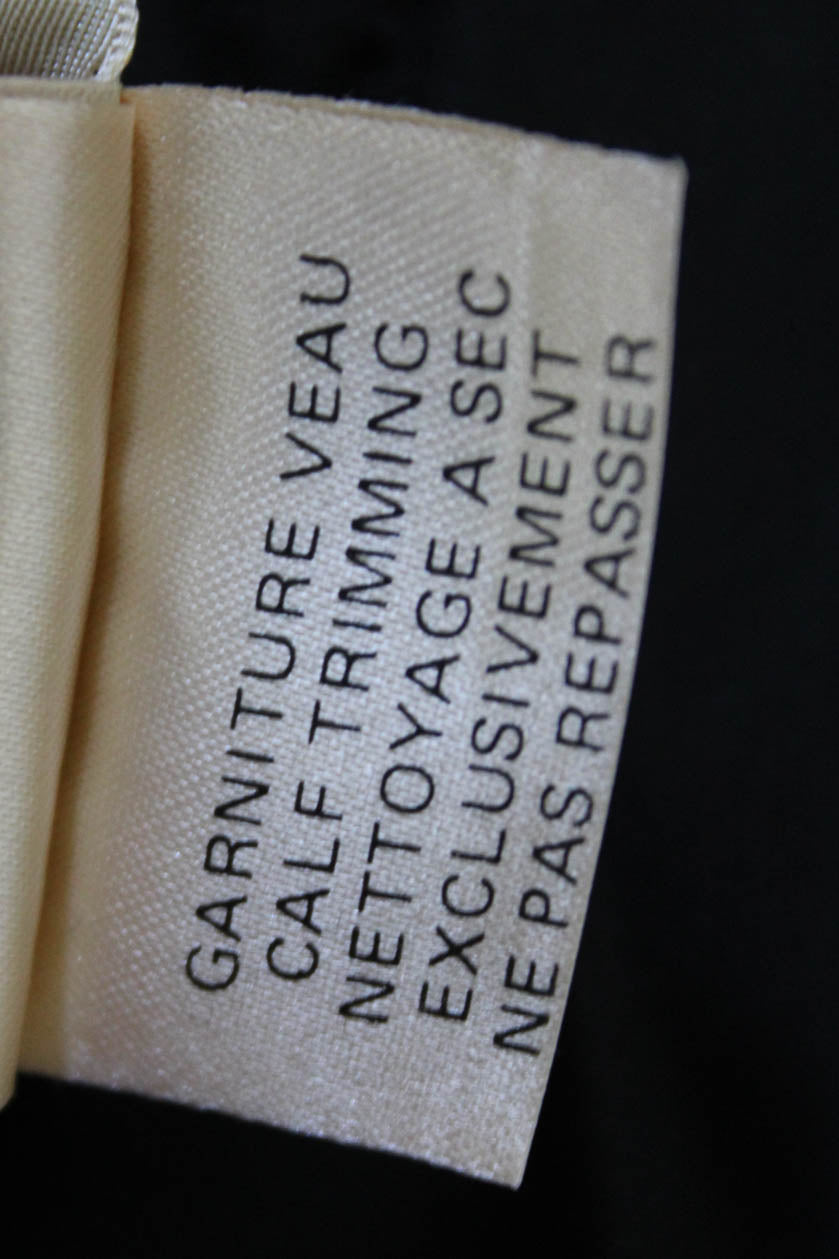 GARNITURE VEAU
CALF TRIMMING
NETTOYAGE A SEC
EXCLUSIVEMENT
NE PAS REPASSER